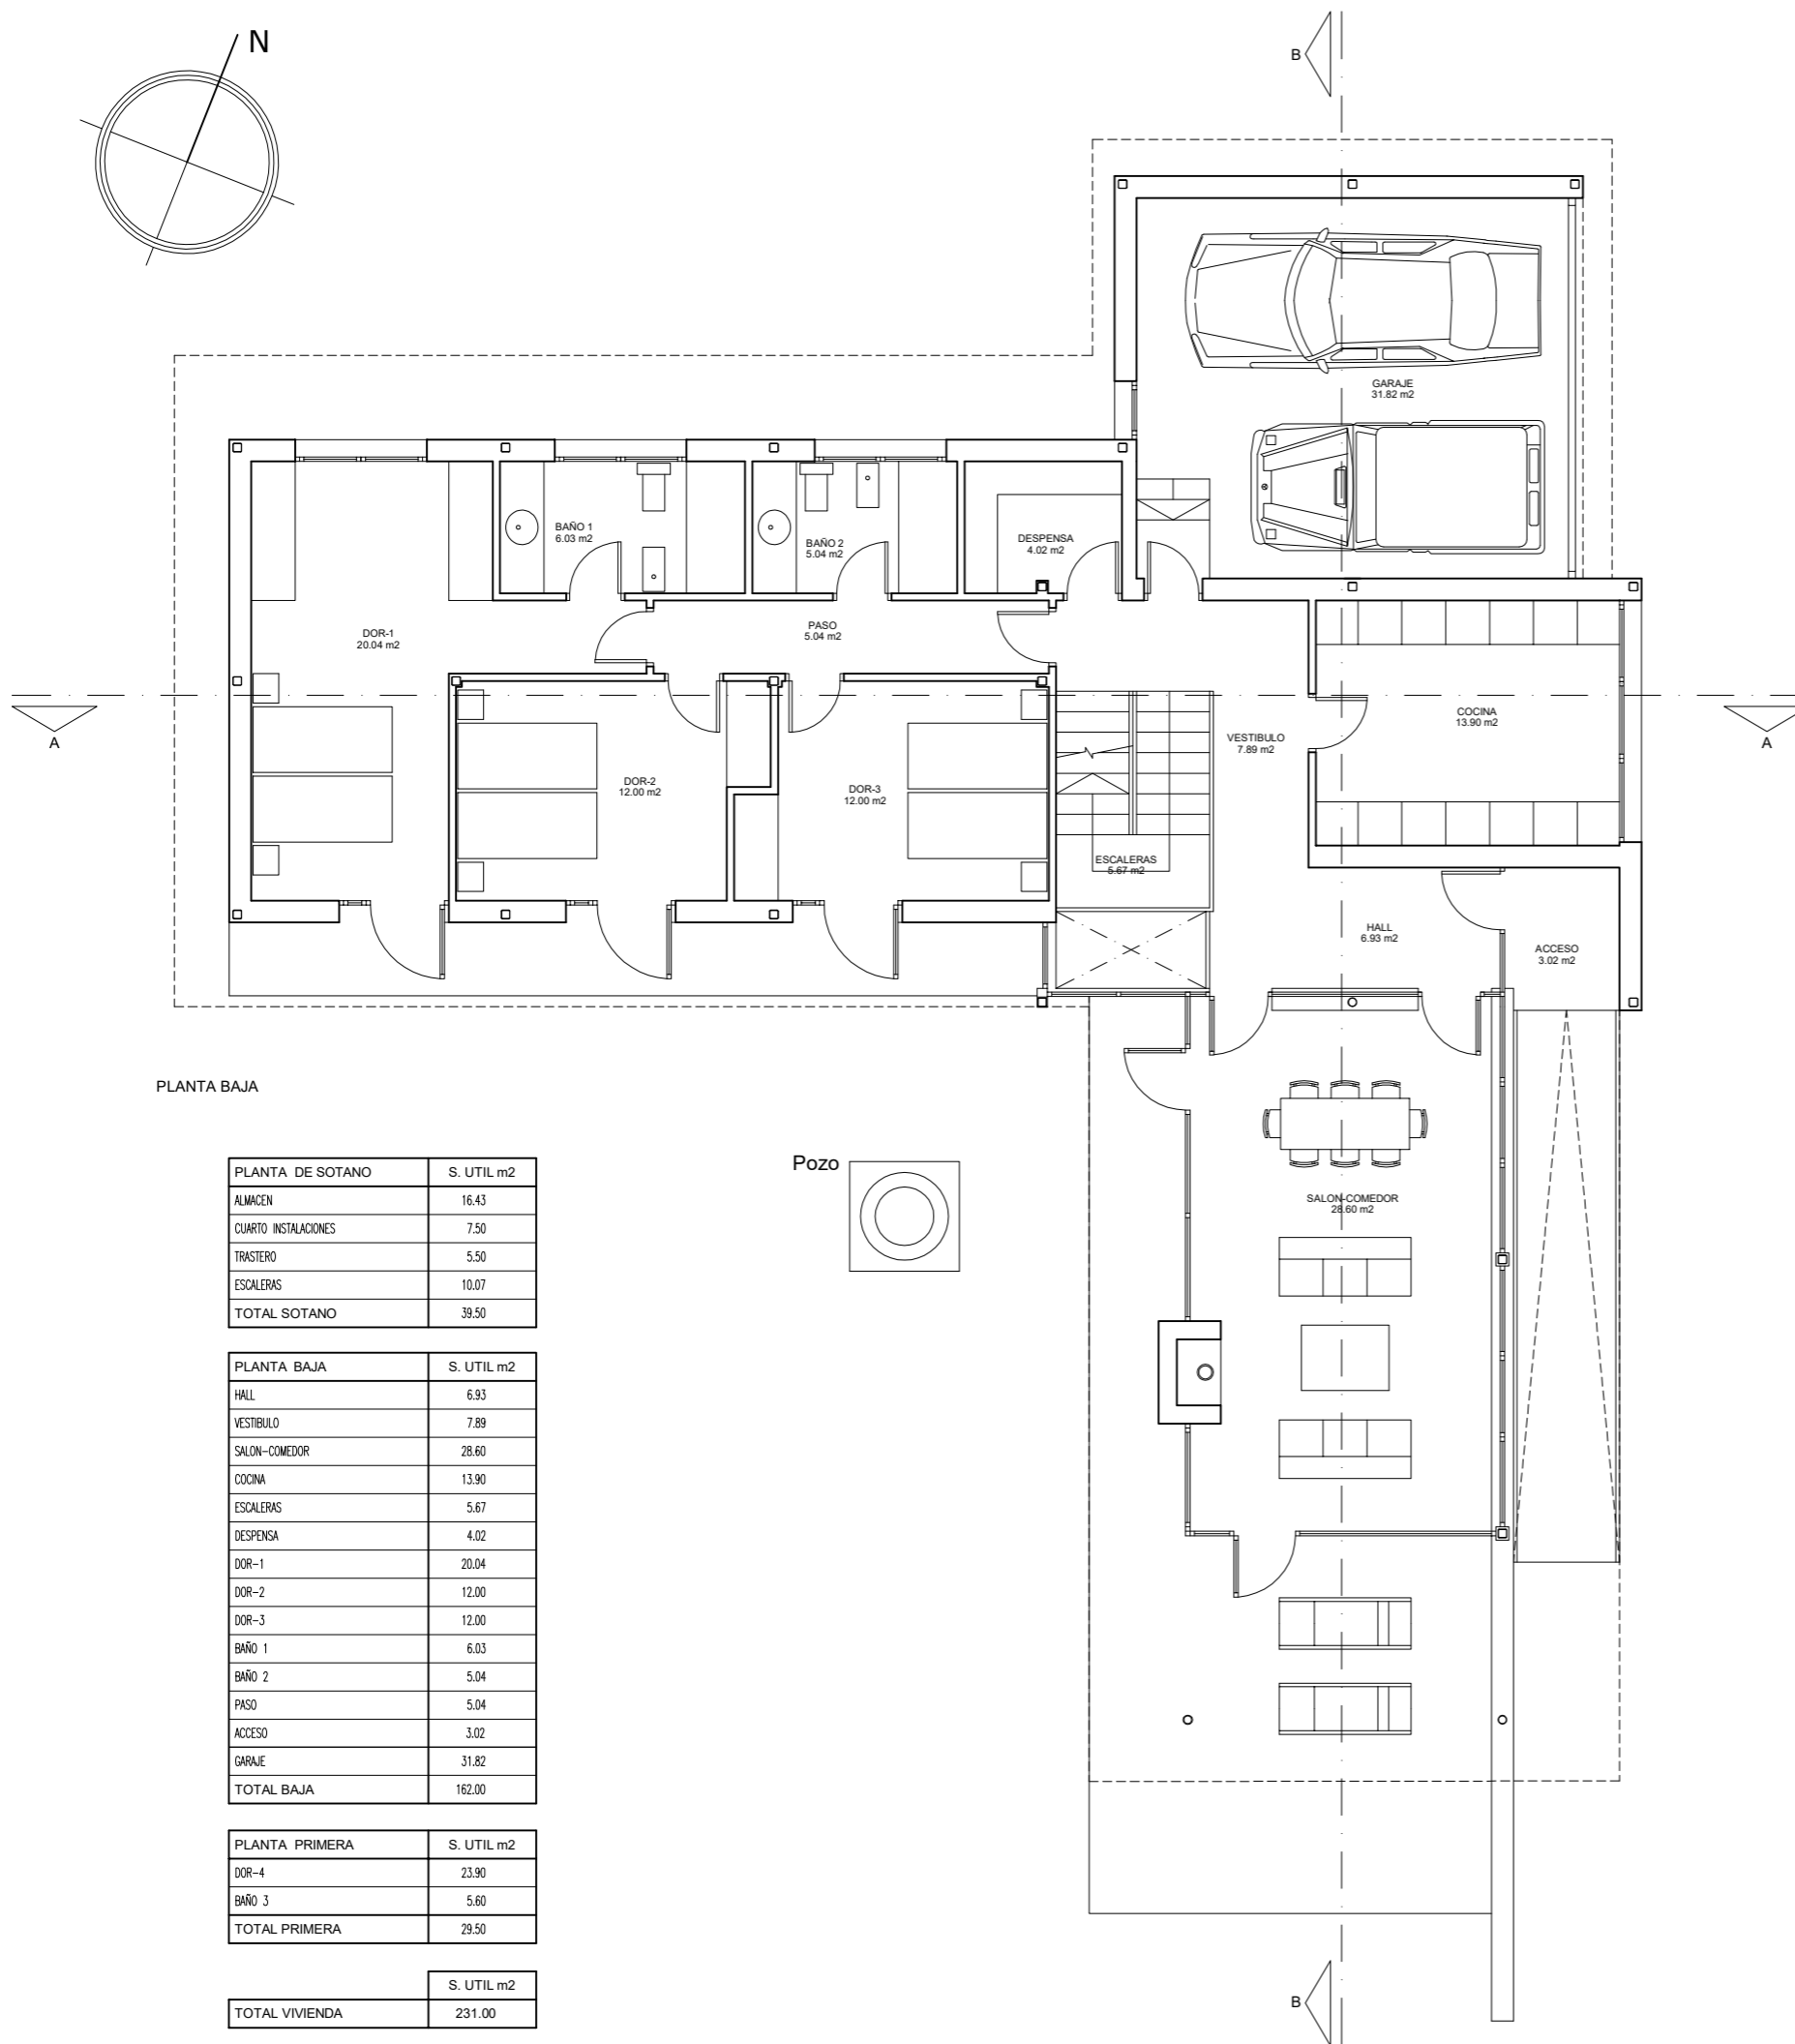 N
B
GARAJE
31.82 m2
BAÑO 1
6.03 m2
BAÑO 2
5.04 m2
DESPENSA
4.02 m2
DOR-1
20.04 m2
PASO
5.04 m2
COCINA
13.90 m2
A
A
VESTIBULO
7.89 m2
DOR-2
12.00 m2
DOR-3
12.00 m2
ESCALERAS
5.67 m2
HALL
6.93 m2
ACCESO
3.02 m2
PLANTA BAJA
Pozo
SALON-COMEDOR
28.60 m2
PLANTA DE SOTANO S. UTIL m2
ALMACEN 16.43
CUARTO INSTALACIONES 7.50
TRASTERO 5.50
ESCALERAS 10.07
TOTAL SOTANO 39.50
PLANTA BAJA S. UTIL m2
HALL 6.93
VESTIBULO 7.89
SALON-COMEDOR 28.60
COCINA 13.90
ESCALERAS 5.67
DESPENSA 4.02
DOR-1 20.04
DOR-2 12.00
DOR-3 12.00
BAÑO 1 6.03
BAÑO 2 5.04
PASO 5.04
ACCESO 3.02
GARAJE 31.82
TOTAL BAJA 162.00
PLANTA PRIMERA S. UTIL m2
DOR-4 23.90
BAÑO 3 5.60
TOTAL PRIMERA 29.50
S. UTIL m2
TOTAL VIVIENDA 231.00
B